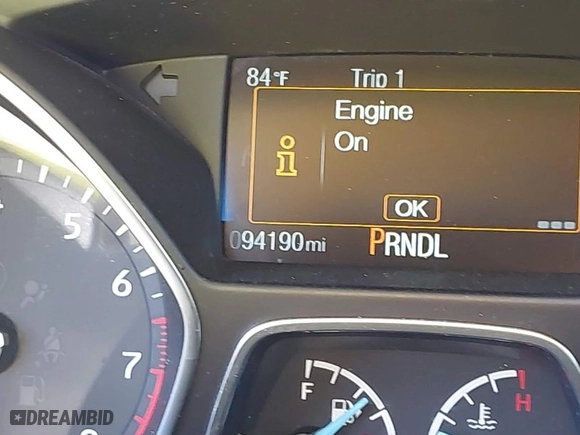 84°F Trip 1
Engine
On
i
OK
094190mi PRNDL
5
6
7
F
H
DREAMBID